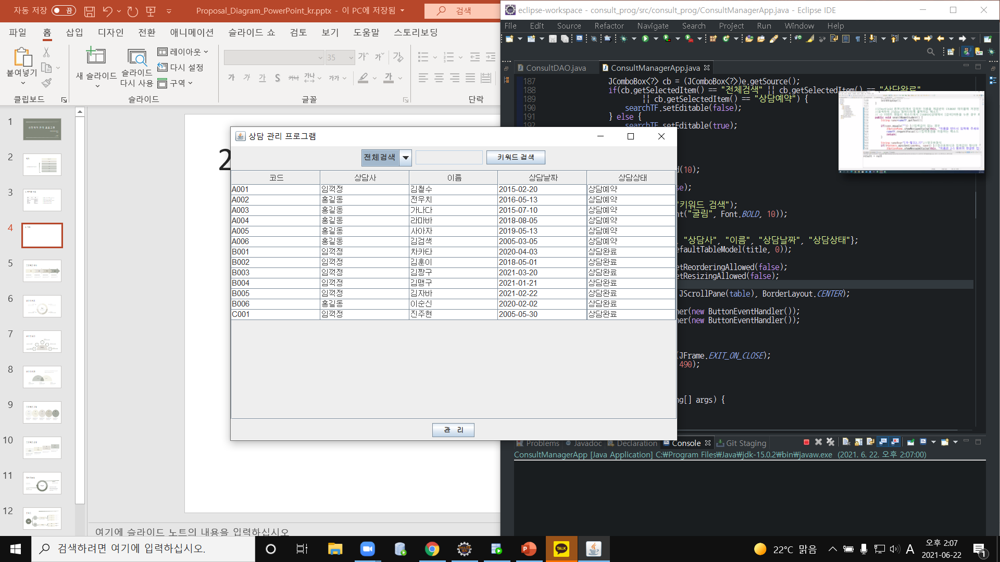 자동 저장 끔
Proposal_Diagram_PowerPoint_kr.pptx - 이 PC에 저장됨
검색
파일 홈 삽입 디자인 전환 애니메이션 슬라이드 쇼 검토 보기 도움말 스토리보딩
붙여넣기
새 슬라이드
슬라이드 다시 사용
레이아웃
다시 설정
구역
35
클립보드 슬라이드 글꼴 단락
1
2
3
4
5
6
7
8
9
10
11
12
2
여기에 슬라이드 노트의 내용을 입력하십시오
eclipse-workspace - consult_prog/src/consult_prog/ConsultManagerApp.java - Eclipse IDE
File Edit Source Refactor Navigate Search Project Run Window Help
ConsultDAO.java ConsultManagerApp.java
187 JComboBox<?> cb = (JComboBox<?>)e.getSource();
188 if(cb.getSelectedItem() == "전체검색" || cb.getSelectedItem() == "상담완료"
189 || cb.getSelectedItem() == "상담예약") {
190 searchTF.setEditable(false);
191 } else {
192 searchTF.setEditable(true);
(10);
se);
"키워드 검색");
nt("굴림", Font.BOLD, 10));
, "상담사", "이름", "상담날짜", "상담상태"};
efaultTableModel(title, 0));
etReorderingAllowed(false);
etResizingAllowed(false);
JScrollPane(table), BorderLayout.CENTER);
ner(new ButtonEventHandler());
ner(new ButtonEventHandler());
(JFrame.EXIT_ON_CLOSE);
490);
ng[] args) {
상담 관리 프로그램
전체검색 키워드 검색
코드 상담사 이름 상담날짜 상담상태
A001 임꺽정 김철수 2015-02-20 상담예약
A002 홍길동 전우치 2016-05-13 상담예약
A003 홍길동 가나다 2015-07-10 상담예약
A004 홍길동 라마바 2018-08-05 상담예약
A005 홍길동 사아자 2019-05-13 상담예약
A006 홍길동 김검색 2005-03-05 상담예약
B001 임꺽정 차카타 2020-04-03 상담완료
B002 임꺽정 김훈이 2018-05-01 상담완료
B003 임꺽정 김짱구 2021-03-20 상담완료
B004 임꺽정 김맹구 2021-01-21 상담완료
B005 임꺽정 김자바 2021-02-22 상담완료
B006 홍길동 이순신 2020-02-02 상담완료
C001 임꺽정 진주현 2005-05-30 상담완료
관 리
Problems Javadoc Declaration Console Git Staging
ConsultManagerApp [Java Application] C:₩Program Files₩Java₩jdk-15.0.2₩bin₩javaw.exe (2021. 6. 22. 오후 2:07:00)
검색하려면 여기에 입력하십시오.
TALK
22°C 맑음
A
오후 2:07
2021-06-22
1